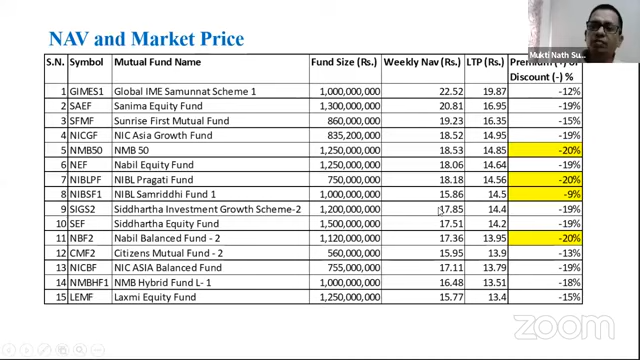 NAV and Market Price
Mukti Nath Su...
S.N. Symbol Mutual Fund Name Fund Size (Rs.) Weekly Nav (Rs.) LTP (Rs.) Premium (+) or
Discount (-) %
1 GIMES1 Global IME Samunnat Scheme 1 1,000,000,000 22.52 19.87 -12%
2 SAEF Sanima Equity Fund 1,300,000,000 20.81 16.95 -19%
3 SFMF Sunrise First Mutual Fund 860,000,000 19.23 16.35 -15%
4 NICGF NIC Asia Growth Fund 835,200,000 18.52 14.95 -19%
5 NMB50 NMB 50 1,250,000,000 18.53 14.85 -20%
6 NEF Nabil Equity Fund 1,250,000,000 18.06 14.64 -19%
7 NIBLPF NIBL Pragati Fund 750,000,000 18.18 14.56 -20%
8 NIBSF1 NIBL Samriddhi Fund 1 1,000,000,000 15.86 14.5 -9%
9 SIGS2 Siddhartha Investment Growth Scheme-2 1,200,000,000 17.85 14.4 -19%
10 SEF Siddhartha Equity Fund 1,500,000,000 17.51 14.2 -19%
11 NBF2 Nabil Balanced Fund - 2 1,120,000,000 17.36 13.95 -20%
12 CMF2 Citizens Mutual Fund - 2 560,000,000 15.95 13.9 -13%
13 NICBF NIC ASIA Balanced Fund 755,000,000 17.11 13.79 -19%
14 NMBHF1 NMB Hybrid Fund L- 1 1,000,000,000 16.48 13.51 -18%
15 LEMF Laxmi Equity Fund 1,250,000,000 15.77 13.4 -15%
zoom